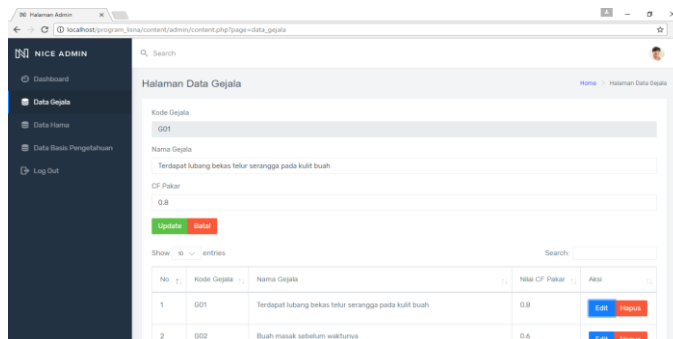 Halaman Admin
localhost/program_lisna/content/admin/content.php?page=data_gejala
NICE ADMIN
Search
Dashboard
Data Gejala
Data Hama
Data Basis Pengetahuan
Log Out
Halaman Data Gejala
Home
Halaman Data Gejala
Kode Gejala
G01
Nama Gejala
Terdapat lubang bekas telur serangga pada kulit buah
CF Pakar
0.8
Update Batal
Show 10 entries
Search:
No. Kode Gejala Nama Gejala Nilai CF Pakar Aksi
1 G01 Terdapat lubang bekas telur serangga pada kulit buah 0.8 Edit Hapus
2 G02 Buah masak sebelum waktunya 0.6 Edit Hapus